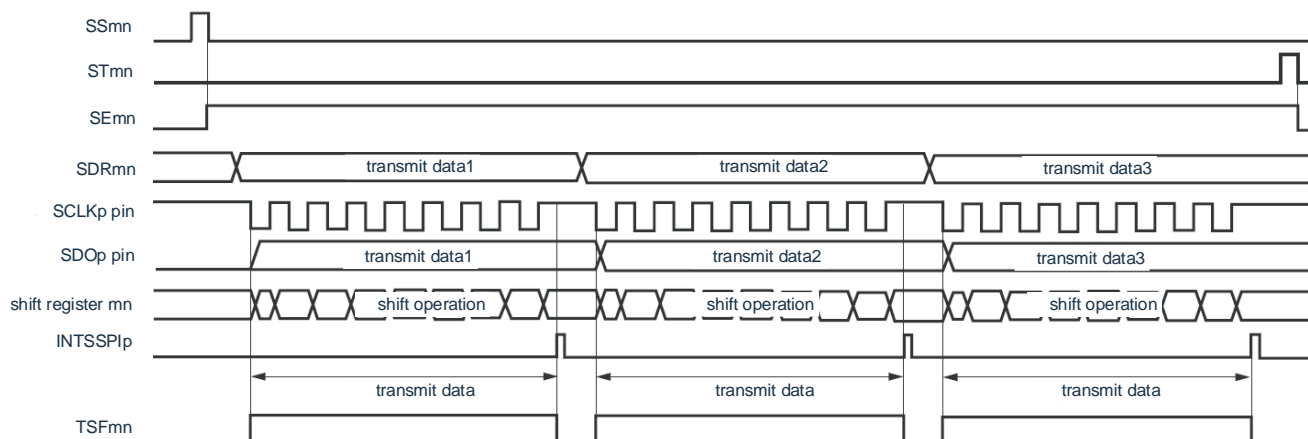 SSmn
STmn
SEmn
SDRmn transmit data1 transmit data2 transmit data3
SCLKp pin
SDOp pin transmit data1 transmit data2 transmit data3
shift register mn shift operation shift operation shift operation
INTSSPIp
transmit data transmit data transmit data
TSFmn